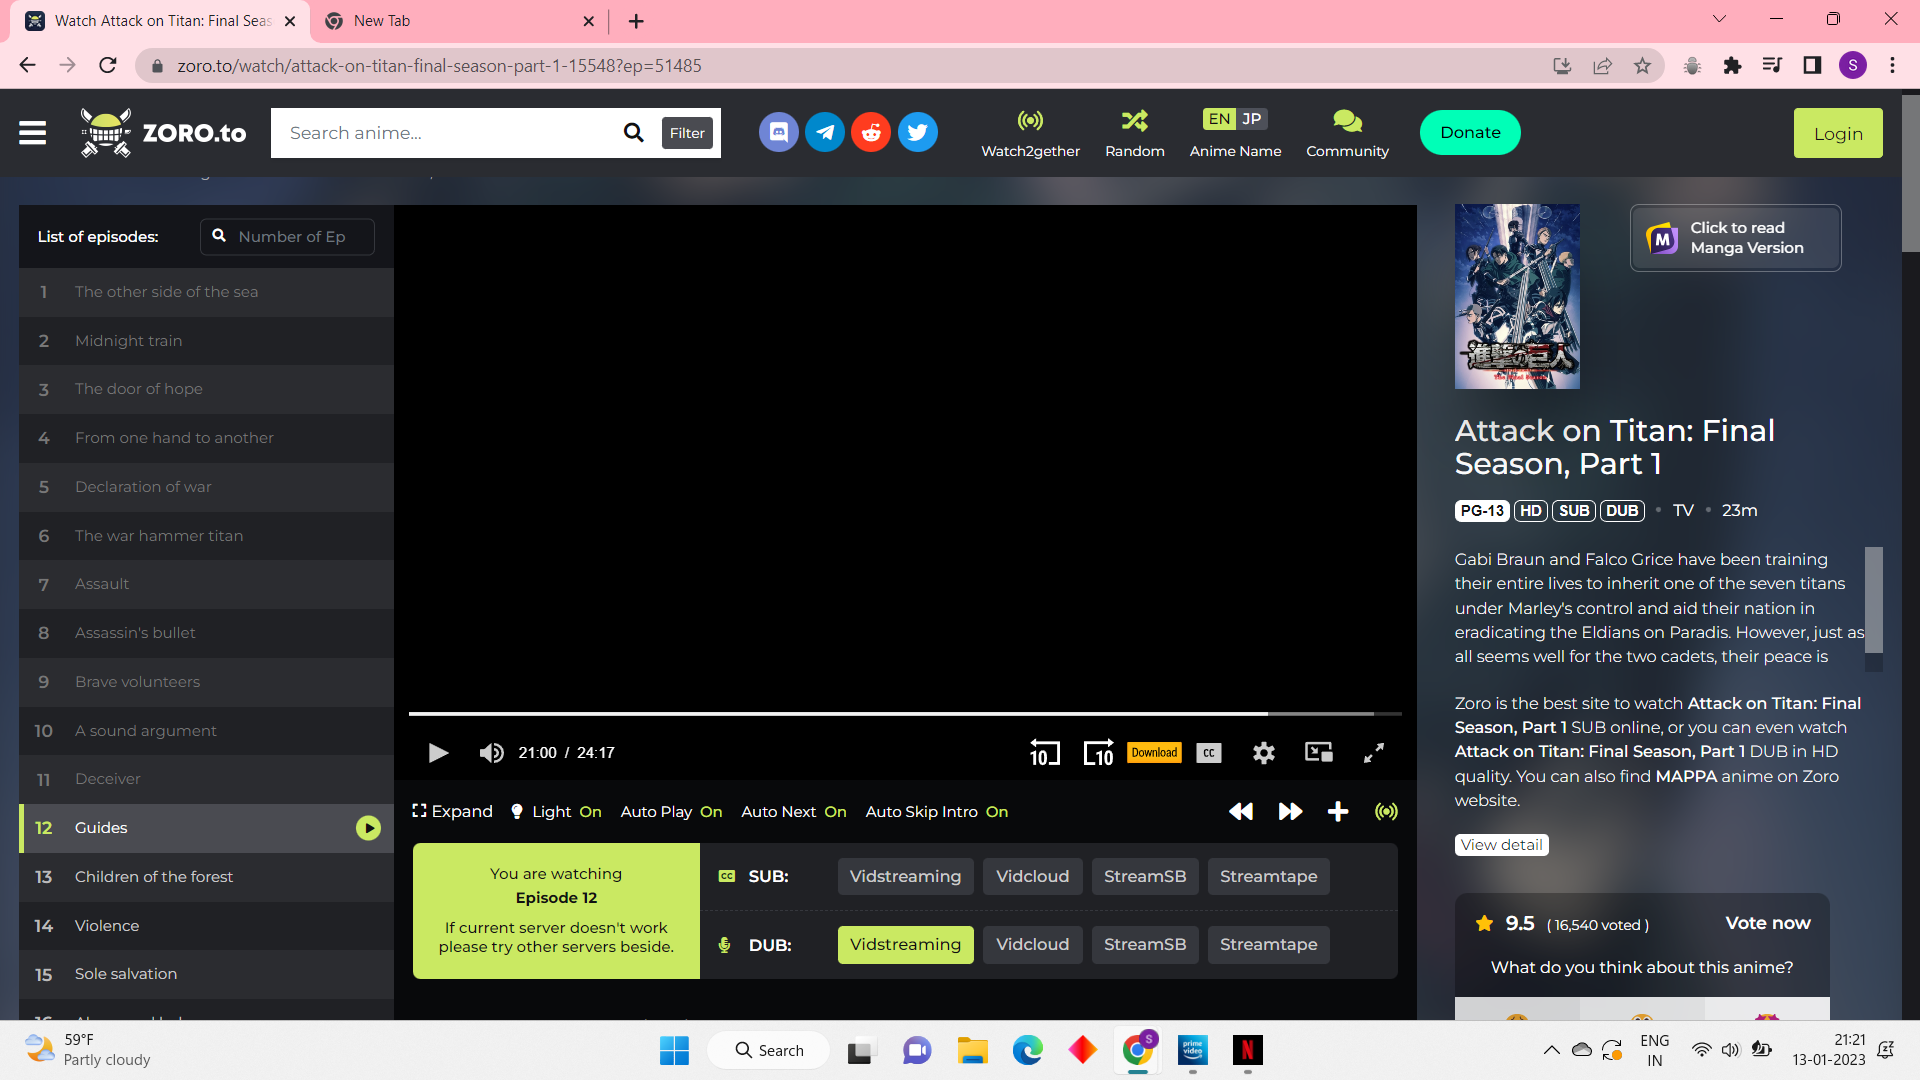 Watch Attack on Titan: Final Seas
New Tab
zoro.to/watch/attack-on-titan-final-season-part-1-15548?ep=51485
S
ZORO.to
Search anime...
Filter
Watch2gether
Random
EN JP
Anime Name
Community
Donate
Login
List of episodes:
Number of Ep
1 The other side of the sea
2 Midnight train
3 The door of hope
4 From one hand to another
5 Declaration of war
6 The war hammer titan
7 Assault
8 Assassin's bullet
9 Brave volunteers
10 A sound argument
11 Deceiver
12 Guides
13 Children of the forest
14 Violence
15 Sole salvation
21:00 / 24:17
10
10
Download
CC
Expand
Light On
Auto Play On
Auto Next On
Auto Skip Intro On
You are watching
Episode 12
If current server doesn't work
please try other servers beside.
CC SUB:
Vidstreaming
Vidcloud
StreamSB
Streamtape
DUB:
Vidstreaming
Vidcloud
StreamSB
Streamtape
進撃の巨人
The Final Season
M
Click to read
Manga Version
Attack on Titan: Final
Season, Part 1
PG-13 HD SUB DUB • TV • 23m
Gabi Braun and Falco Grice have been training
their entire lives to inherit one of the seven titans
under Marley's control and aid their nation in
eradicating the Eldians on Paradis. However, just as
all seems well for the two cadets, their peace is
Zoro is the best site to watch Attack on Titan: Final
Season, Part 1 SUB online, or you can even watch
Attack on Titan: Final Season, Part 1 DUB in HD
quality. You can also find MAPPA anime on Zoro
website.
View detail
9.5 ( 16,540 voted )
Vote now
What do you think about this anime?
59°F
Partly cloudy
Search
S
prime video
N
ENG
IN
21:21
13-01-2023